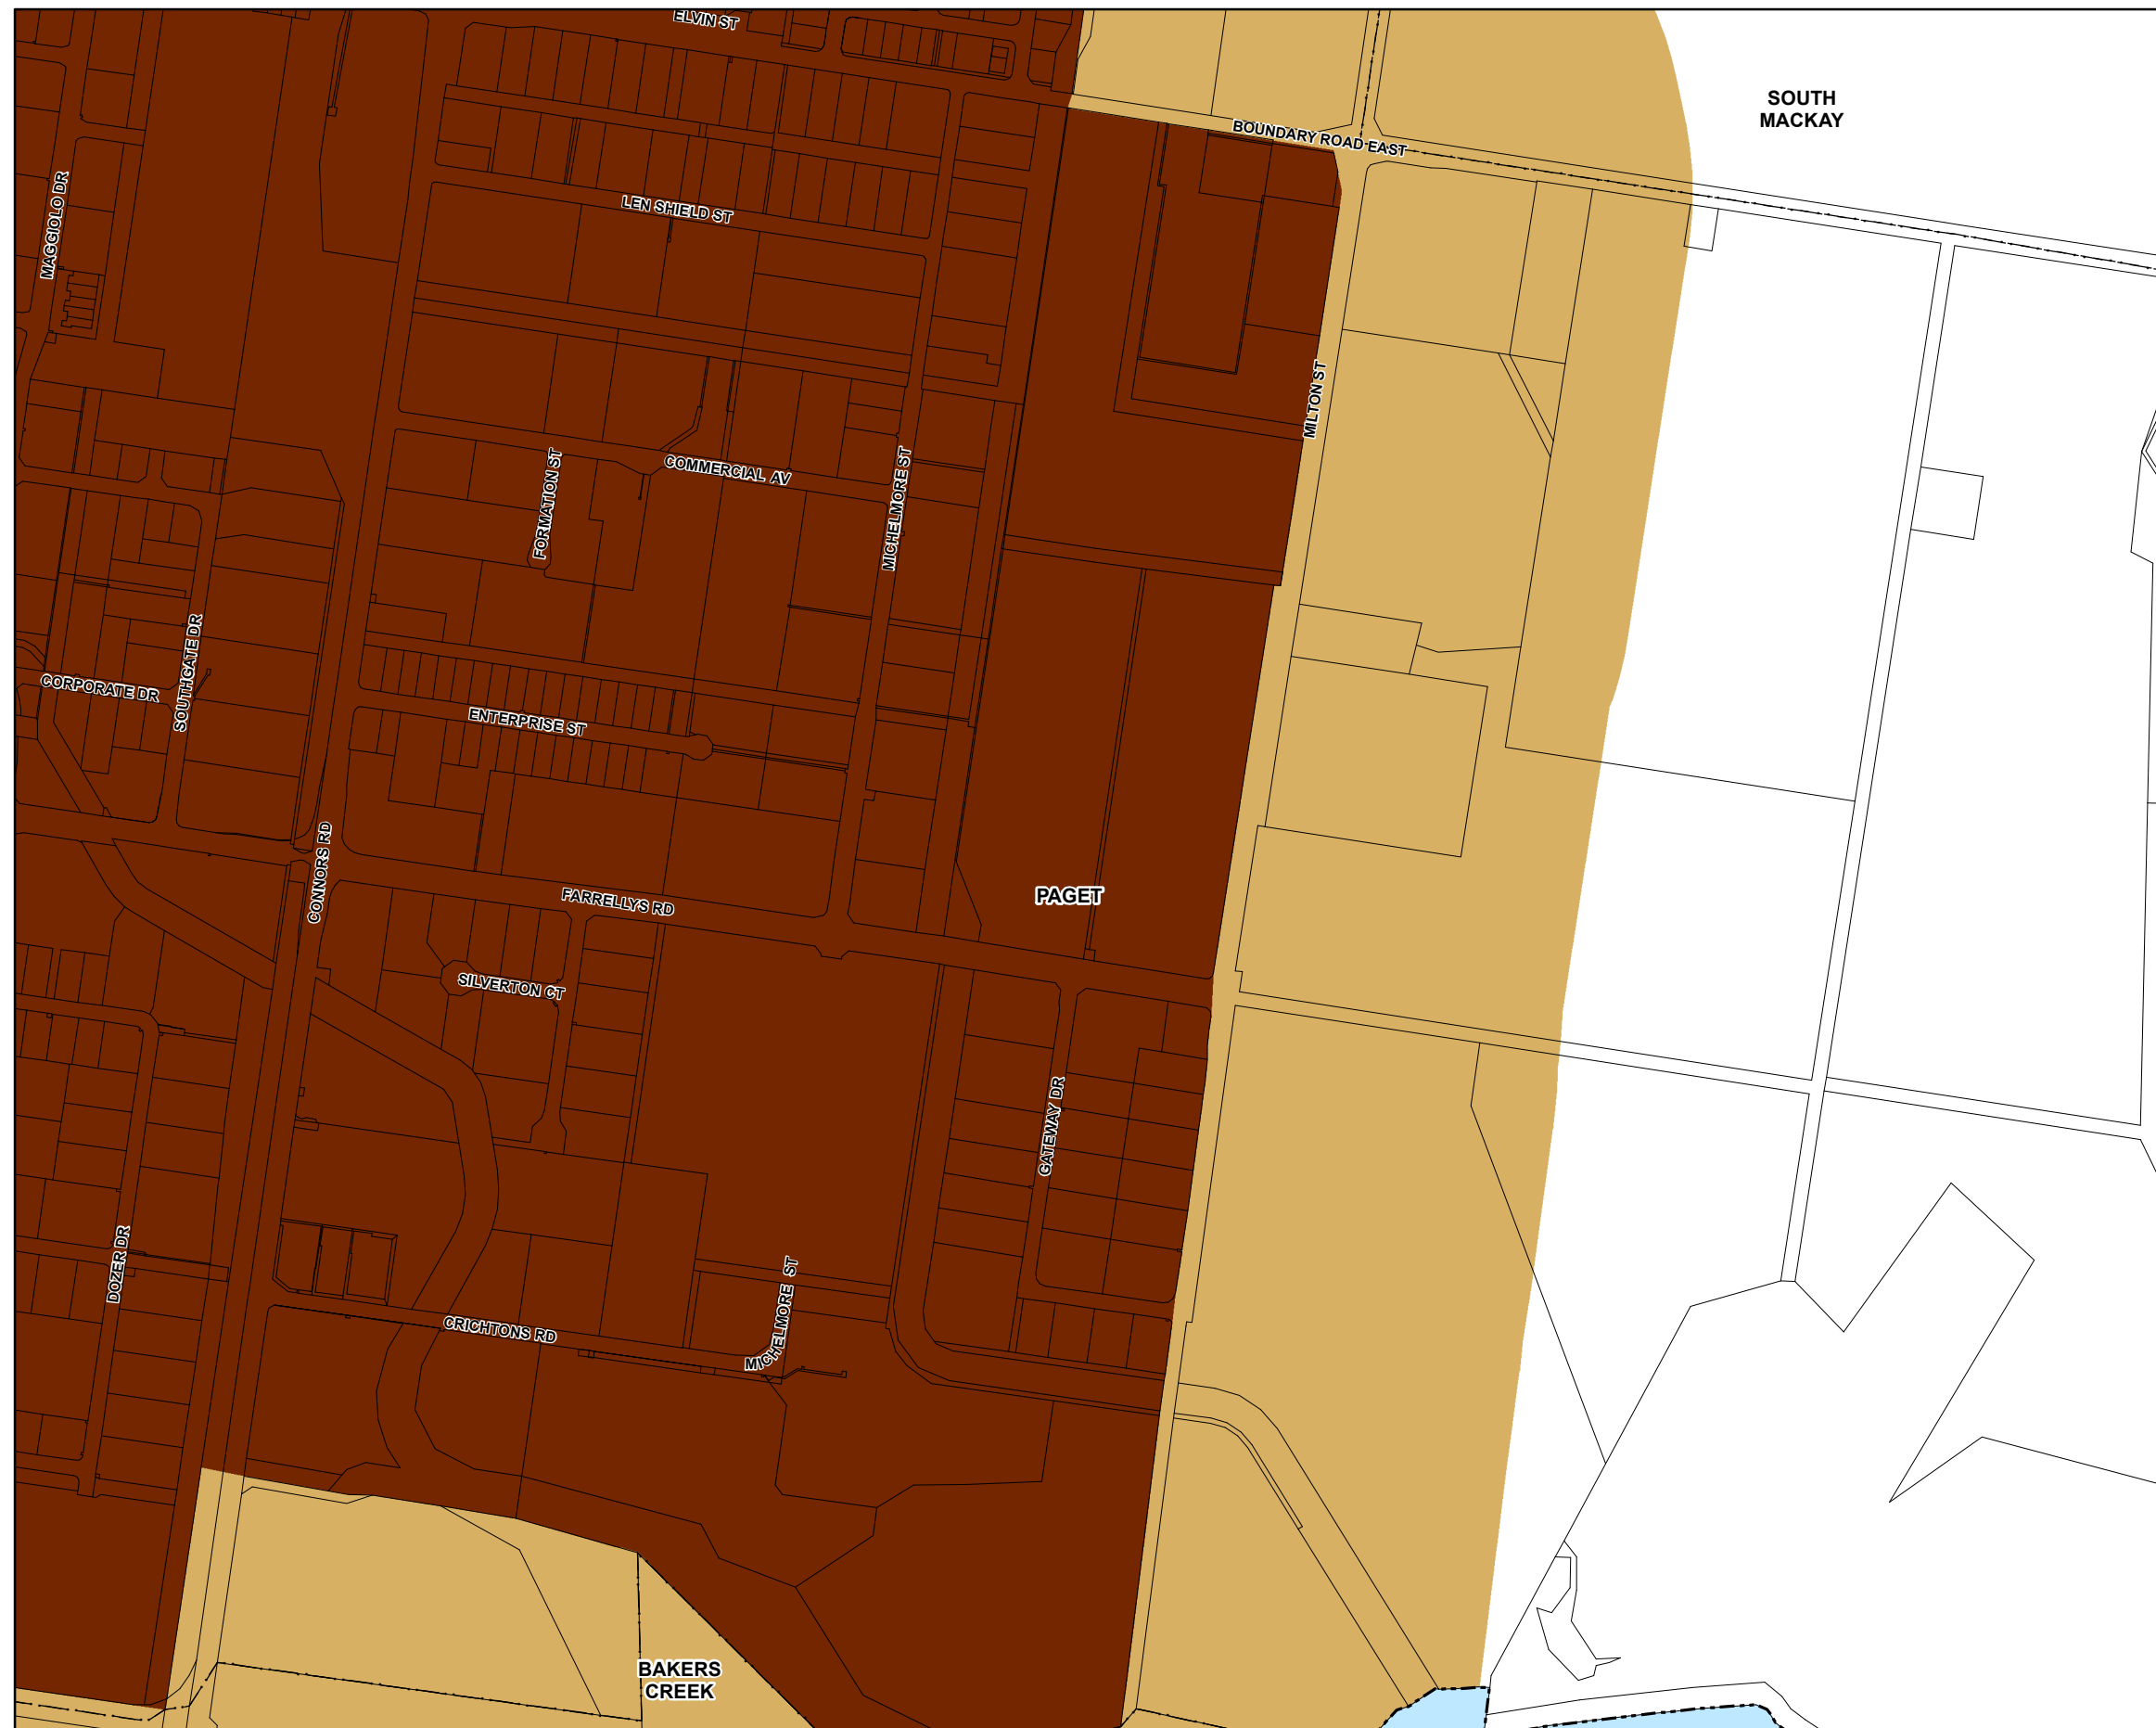 ELVIN ST
SOUTH
MACKAY
BOUNDARY ROAD EAST
MAGGIOLO DR
LEN SHIELD ST
MILTON ST
COMMERCIAL AV
FORMATION ST
MICHELMORE ST
SOUTHGATE DR
CORPORATE DR
ENTERPRISE ST
CONNORS RD
FARRELLYS RD
PAGET
SILVERTON CT
GATEWAY DR
DOZER DR
CRICHTONS RD
MICHELMORE ST
BAKERS
CREEK